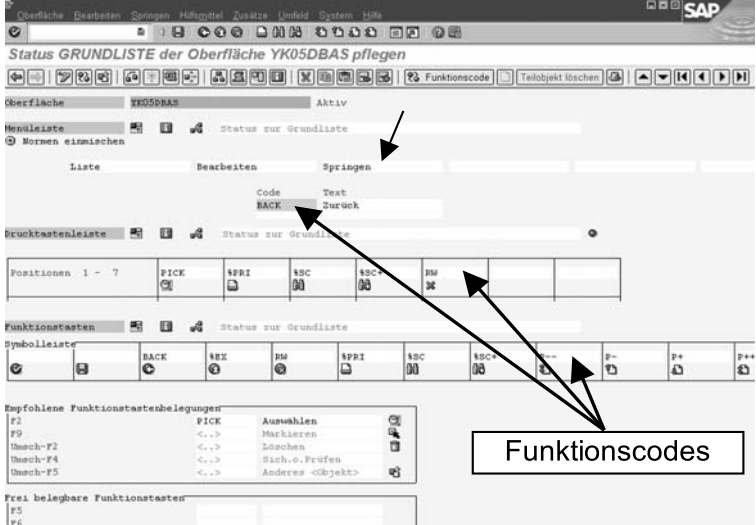 Oberfläche Bearbeiten Springen Hilfsmittel Zusätze Umfeld System Hilfe
SAP
Status GRUNDLISTE der Oberfläche YK05DBAS pflegen
Funktionscode Teilobjekt löschen
Oberfläche YK05DBAS Aktiv
Menüleiste Status zur Grundliste
Normen einmischen
Liste Bearbeiten Springen
Code Text
BACK Zurück
Drucktastenleiste Status zur Grundliste
Positionen 1 - 7 PICK %PRI %SC %SC+ RW
Funktionstasten Status zur Grundliste
Symbolleiste
BACK %EX RW %PRI %SC %SC+ P-- P- P+ P++
Empfohlene Funktionstastenbelegungen
F2 PICK Auswählen
F9 <..> Markieren
Umsch-F2 <..> Löschen
Umsch-F4 <..> Sich.o.Prüfen
Umsch-F5 <..> Anderes <Objekt>
Funktionscodes
Frei belegbare Funktionstasten
F5
F6